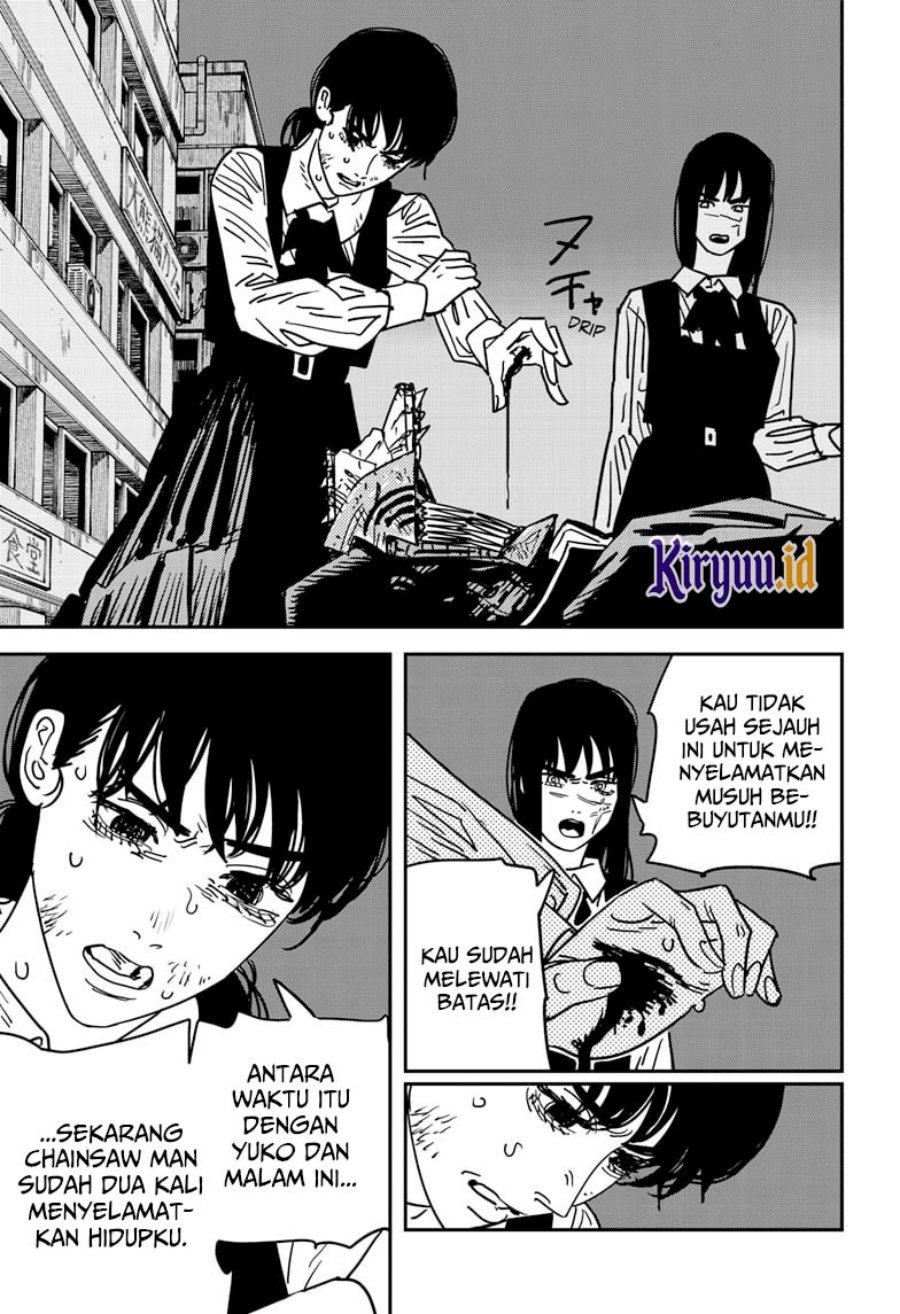 ヌチャ
DRIP
食堂
Kiryuu.id
KAU TIDAK
USAH SEJAUH
INI UNTUK ME-
NYELAMATKAN
MUSUH BE-
BUYUTANMU!!
KAU SUDAH
MELEWATI
BATAS!!
ANTARA
WAKTU ITU
DENGAN
YUKO DAN
MALAM INI...
...SEKARANG
CHAINSAW MAN
SUDAH DUA KALI
MENYELAMAT-
KAN HIDUPKU.